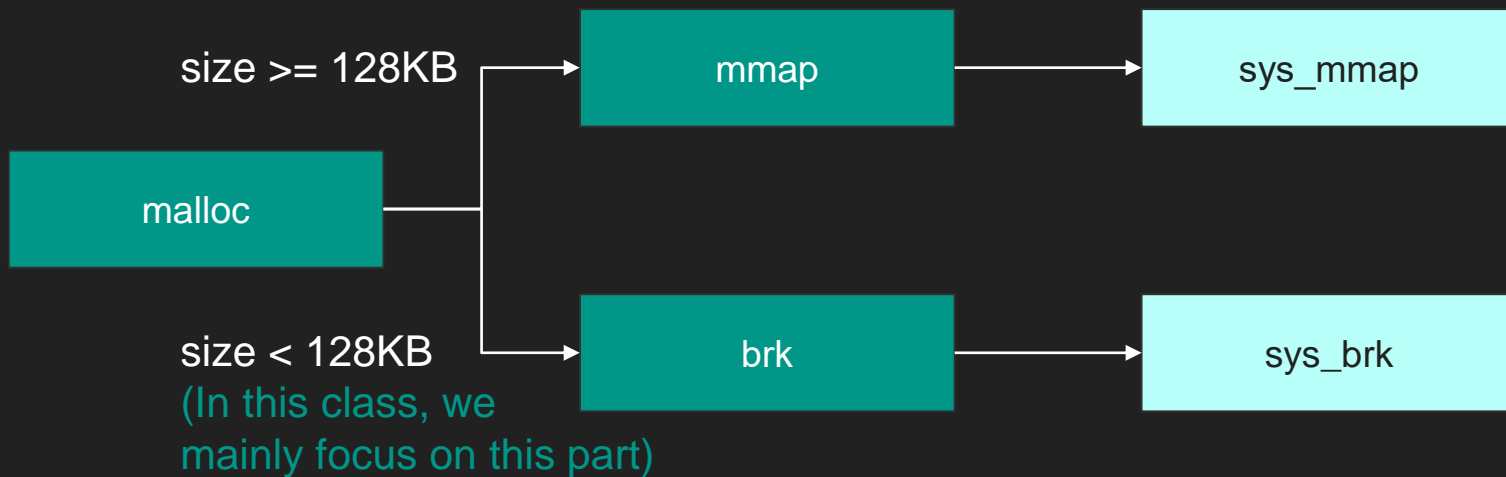 size >= 128KB
mmap
sys_mmap
malloc
size < 128KB
(In this class, we
mainly focus on this part)
brk
sys_brk